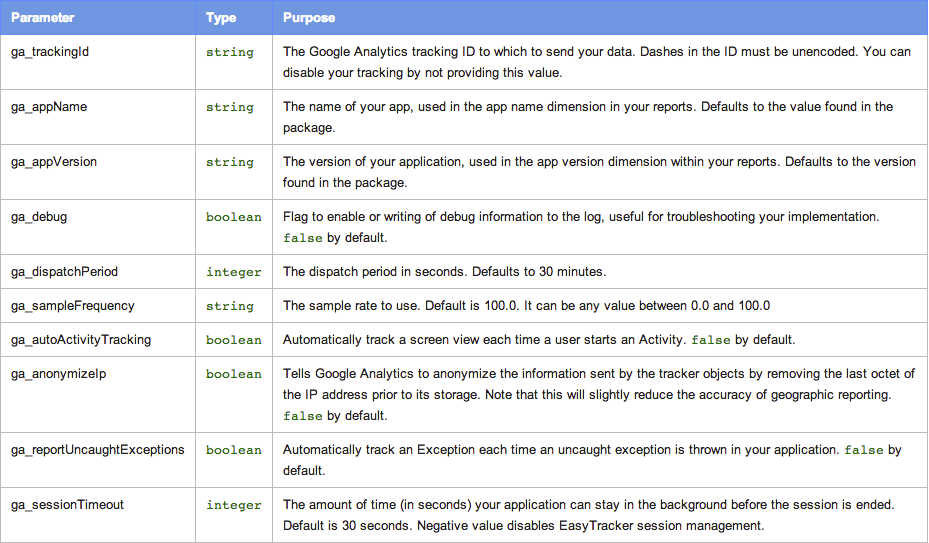 Parameter Type Purpose
ga_trackingId string The Google Analytics tracking ID to which to send your data. Dashes in the ID must be unencoded. You can
disable your tracking by not providing this value.
ga_appName string The name of your app, used in the app name dimension in your reports. Defaults to the value found in the
package.
ga_appVersion string The version of your application, used in the app version dimension within your reports. Defaults to the version
found in the package.
ga_debug boolean Flag to enable or writing of debug information to the log, useful for troubleshooting your implementation.
false by default.
ga_dispatchPeriod integer The dispatch period in seconds. Defaults to 30 minutes.
ga_sampleFrequency string The sample rate to use. Default is 100.0. It can be any value between 0.0 and 100.0
ga_autoActivityTracking boolean Automatically track a screen view each time a user starts an Activity. false by default.
ga_anonymizeIp boolean Tells Google Analytics to anonymize the information sent by the tracker objects by removing the last octet of
the IP address prior to its storage. Note that this will slightly reduce the accuracy of geographic reporting.
false by default.
ga_reportUncaughtExceptions boolean Automatically track an Exception each time an uncaught exception is thrown in your application. false by
default.
ga_sessionTimeout integer The amount of time (in seconds) your application can stay in the background before the session is ended.
Default is 30 seconds. Negative value disables EasyTracker session management.